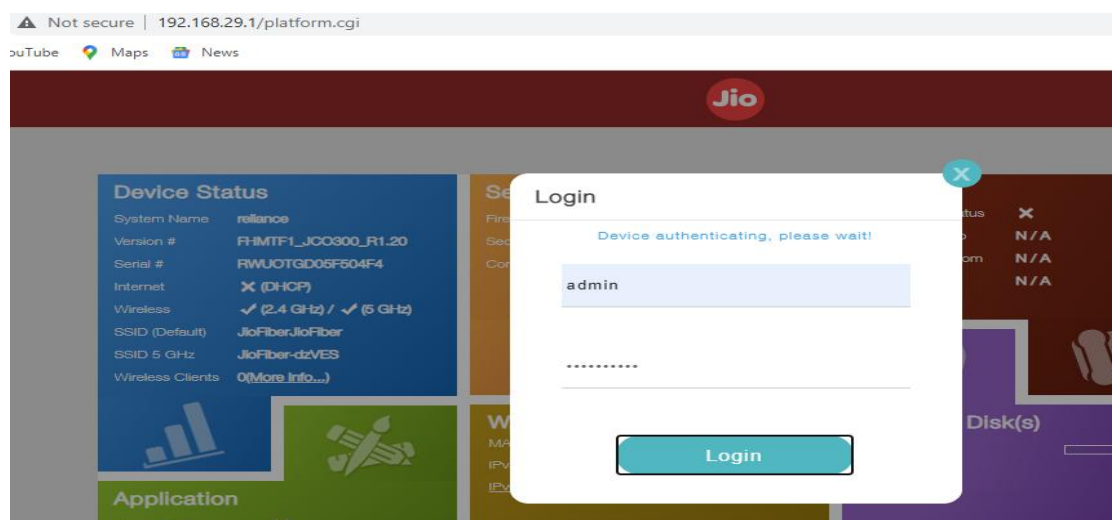 Not secure | 192.168.29.1/platform.cgi
ouTube Maps News
Jio
Device Status
System Name reliance
Version # FHMTF1_JCO300_R1.20
Serial # RWUOTGD05F504F4
Internet ✕ (DHCP)
Wireless ✓ (2.4 GHz) / ✓ (5 GHz)
SSID (Default) JioFiberJioFiber
SSID 5 GHz JioFiber-dzVES
Wireless Clients 0(More Info...)
Se
Fire
Sec
Con
Login
X
Device authenticating, please wait!
admin
••••••••••
Login
tus ✕
N/A
om N/A
N/A
W
MA
IPv
IPv
Disk(s)
Application